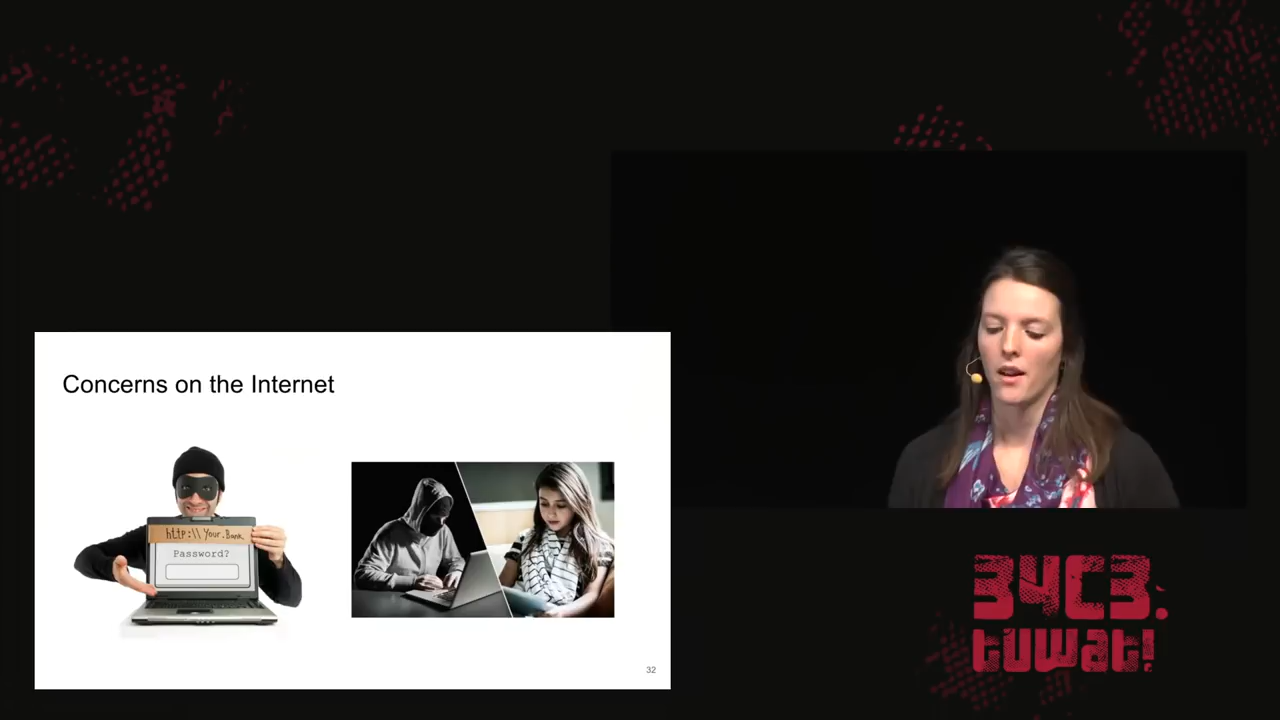 Concerns on the Internet
http:\\Your.Bank
Password?
32
34C3.
tuwat!